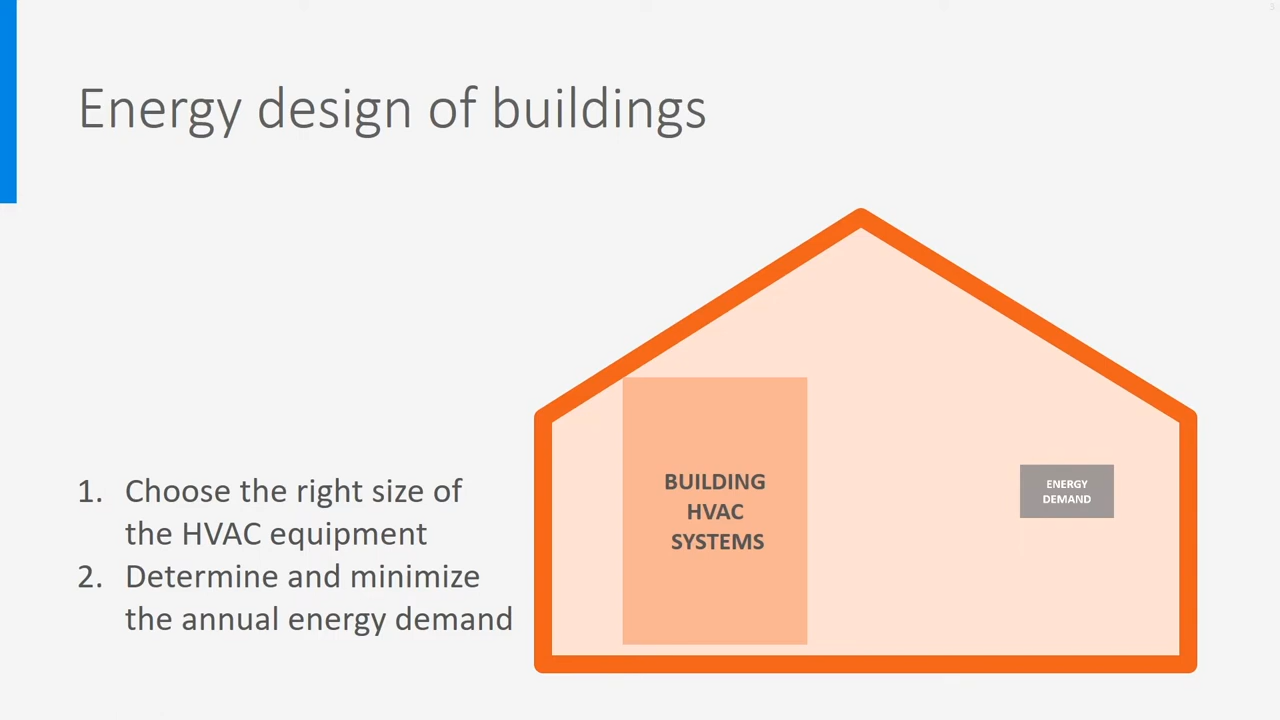 Energy design of buildings
1. Choose the right size of
the HVAC equipment
2. Determine and minimize
the annual energy demand
BUILDING
HVAC
SYSTEMS
ENERGY
DEMAND